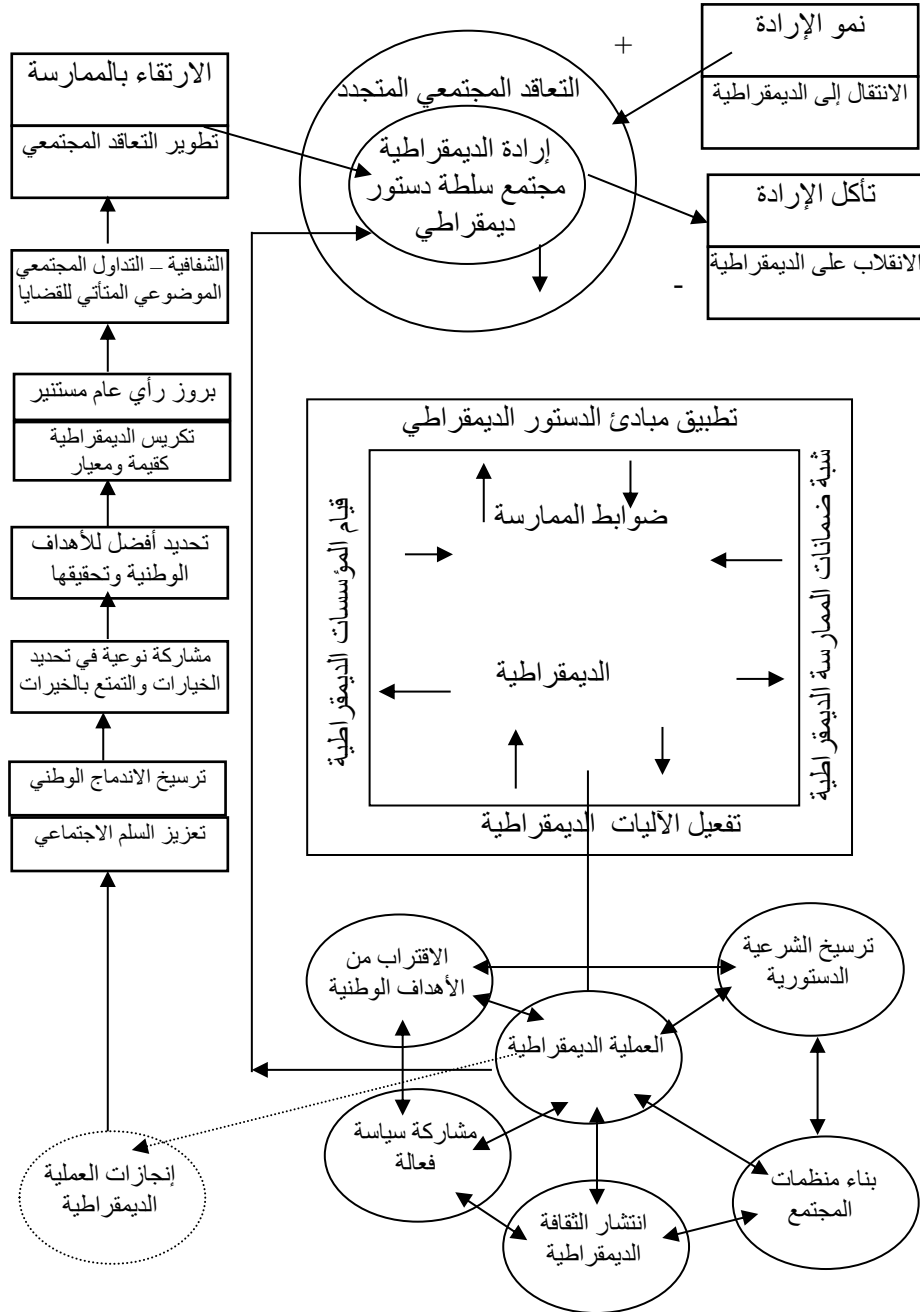 نمو الإرادة
الانتقال إلى الديمقراطية
+
التعاقد المجتمعي المتجدد
إرادة الديمقراطية
مجتمع سلطة دستور
ديمقراطي
تأكل الإرادة
الانقلاب على الديمقراطية
-
الارتقاء بالممارسة
تطوير التعاقد المجتمعي
الشفافية – التداول المجتمعي
الموضوعي المتأتي للقضايا
بروز رأي عام مستنير
تكريس الديمقراطية
كقيمة ومعيار
تحديد أفضل للأهداف
الوطنية وتحقيقها
مشاركة نوعية في تحديد
الخيارات والتمتع بالخيرات
ترسيخ الاندماج الوطني
تعزيز السلم الاجتماعي
تطبيق مبادئ الدستور الديمقراطي
شبة ضمانات الممارسة الديمقراطية
ضوابط الممارسة
الديمقراطية
قيام المؤسسات الديمقراطية
تفعيل الآليات الديمقراطية
ترسيخ الشرعية
الدستورية
الاقتراب من
الأهداف الوطنية
العملية الديمقراطية
مشاركة سياسة
فعالة
انتشار الثقافة
الديمقراطية
بناء منظمات
المجتمع
إنجازات العملية
الديمقراطية